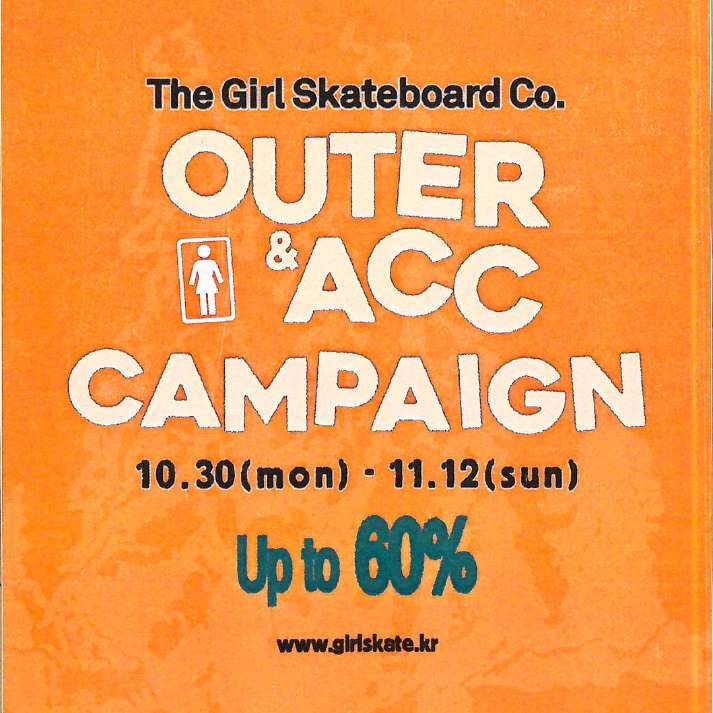 The Girl Skateboard Co.
OUTER
& ACC
CAMPAIGN
10.30(mon) - 11.12(sun)
Up to 60%
www.girlskate.kr